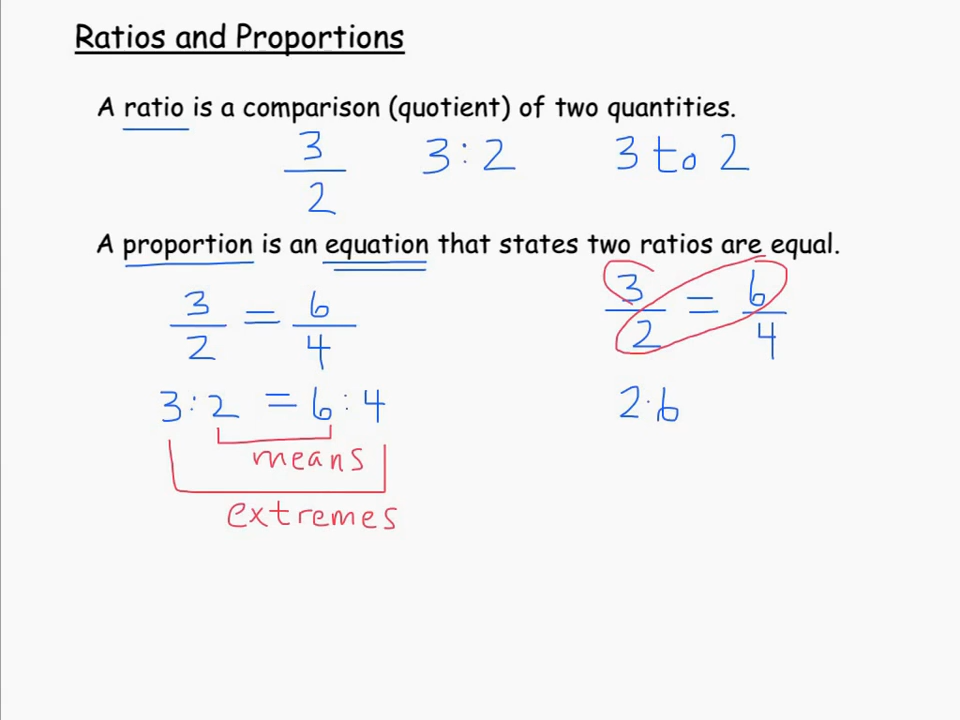 Ratios and Proportions
A ratio is a comparison (quotient) of two quantities.
3/2 3:2 3 to 2
A proportion is an equation that states two ratios are equal.
3/2 = 6/4 3/2 = 6/4
3:2 = 6:4 2·6
means
extremes